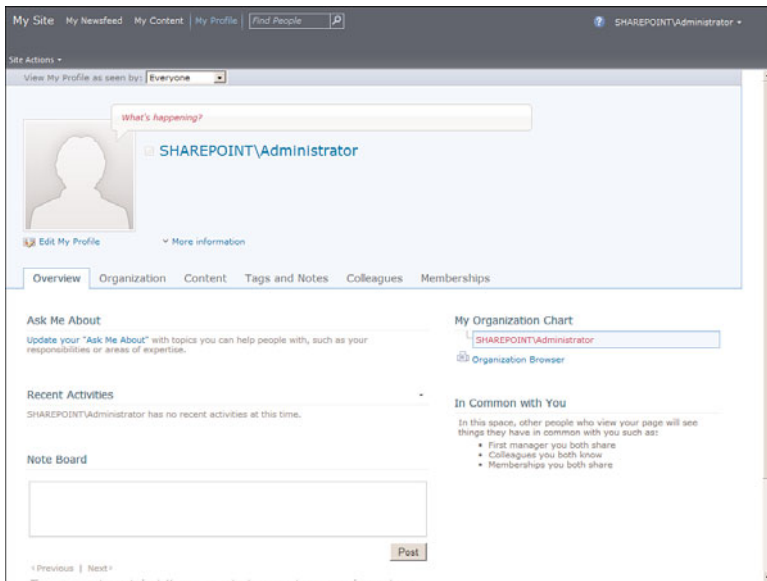 My Site My Newsfeed My Content My Profile Find People SHAREPOINT\Administrator
Site Actions
View My Profile as seen by: Everyone
What's happening?
SHAREPOINT\Administrator
Edit My Profile More information
Overview Organization Content Tags and Notes Colleagues Memberships
Ask Me About
Update your "Ask Me About" with topics you can help people with, such as your
responsibilities or areas of expertise.
Recent Activities
SHAREPOINT\Administrator has no recent activities at this time.
Note Board
Post
Previous | Next
My Organization Chart
SHAREPOINT\Administrator
Organization Browser
In Common with You
In this space, other people who view your page will see
things they have in common with you such as:
• First manager you both share
• Colleagues you both know
• Memberships you both share